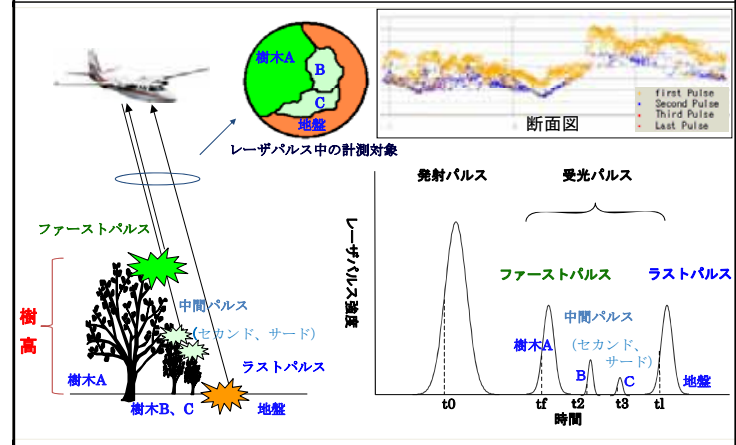 樹木A
B
C
地盤
レーザパルス中の計測対象
first Pulse
Second Pulse
Third Pulse
Last Pulse
断面図
ファーストパルス
樹高
中間パルス
(セカンド、サード)
ラストパルス
樹木A
樹木B、C
地盤
発射パルス
受光パルス
レーザパルス強度
ファーストパルス
ラストパルス
中間パルス
(セカンド、
サード)
樹木A
B
C
地盤
t0
tf
t2
t3
tl
時間